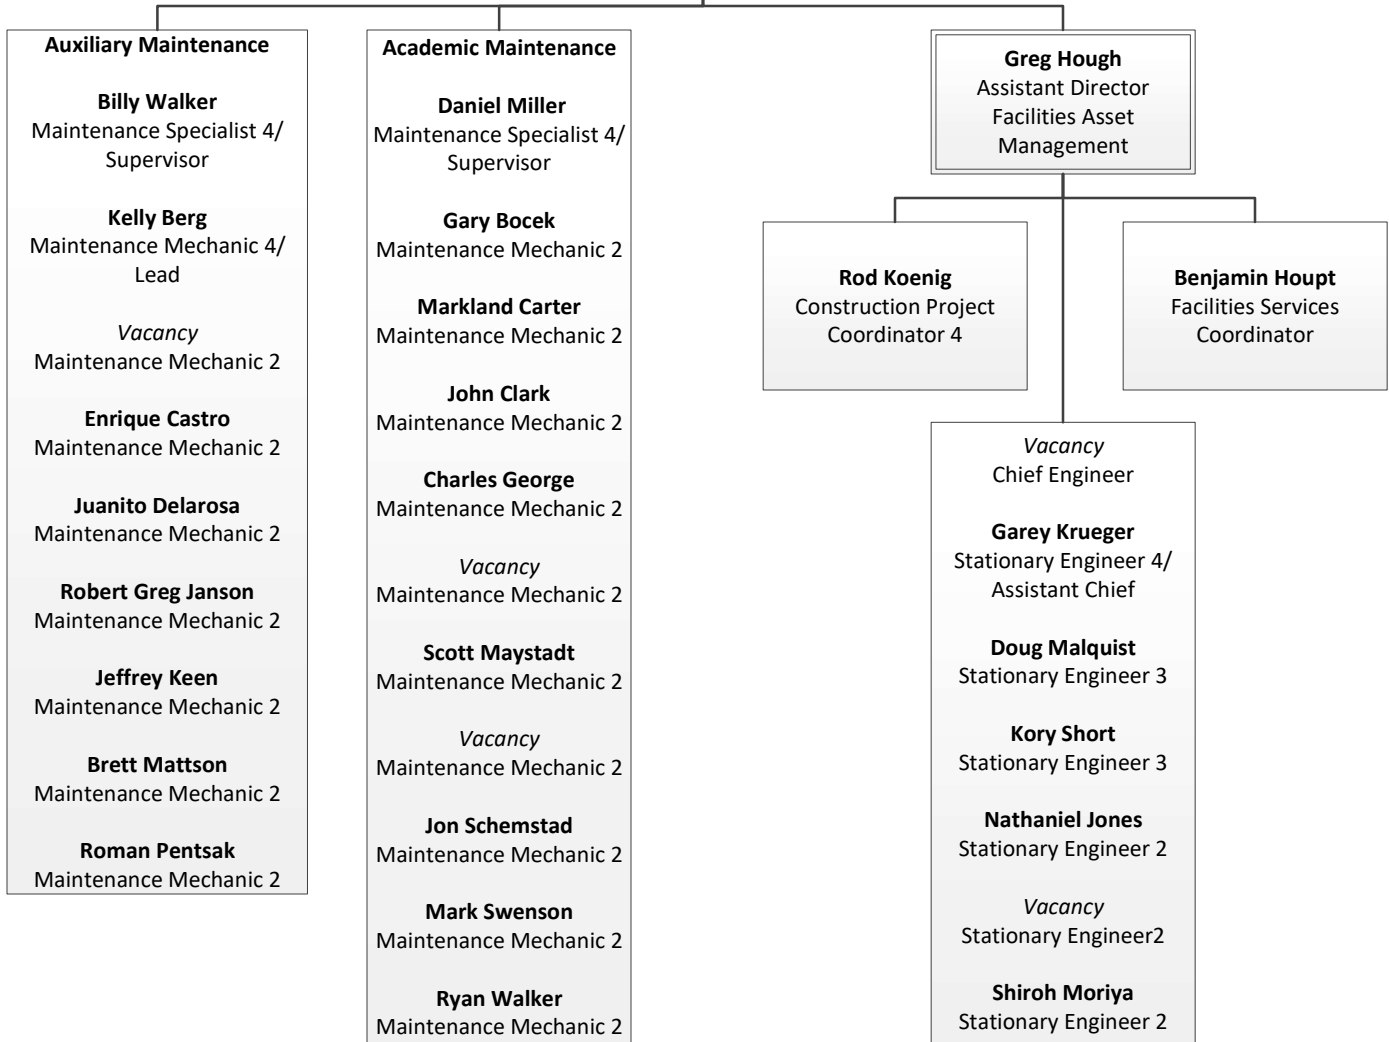 Auxiliary Maintenance
Billy Walker
Maintenance Specialist 4/
Supervisor
Kelly Berg
Maintenance Mechanic 4/
Lead
Vacancy
Maintenance Mechanic 2
Enrique Castro
Maintenance Mechanic 2
Juanito Delarosa
Maintenance Mechanic 2
Robert Greg Janson
Maintenance Mechanic 2
Jeffrey Keen
Maintenance Mechanic 2
Brett Mattson
Maintenance Mechanic 2
Roman Pentsak
Maintenance Mechanic 2
Academic Maintenance
Daniel Miller
Maintenance Specialist 4/
Supervisor
Gary Bocek
Maintenance Mechanic 2
Markland Carter
Maintenance Mechanic 2
John Clark
Maintenance Mechanic 2
Charles George
Maintenance Mechanic 2
Vacancy
Maintenance Mechanic 2
Scott Maystadt
Maintenance Mechanic 2
Vacancy
Maintenance Mechanic 2
Jon Schemstad
Maintenance Mechanic 2
Mark Swenson
Maintenance Mechanic 2
Ryan Walker
Maintenance Mechanic 2
Greg Hough
Assistant Director
Facilities Asset
Management
Rod Koenig
Construction Project
Coordinator 4
Benjamin Houpt
Facilities Services
Coordinator
Vacancy
Chief Engineer
Garey Krueger
Stationary Engineer 4/
Assistant Chief
Doug Malquist
Stationary Engineer 3
Kory Short
Stationary Engineer 3
Nathaniel Jones
Stationary Engineer 2
Vacancy
Stationary Engineer2
Shiroh Moriya
Stationary Engineer 2